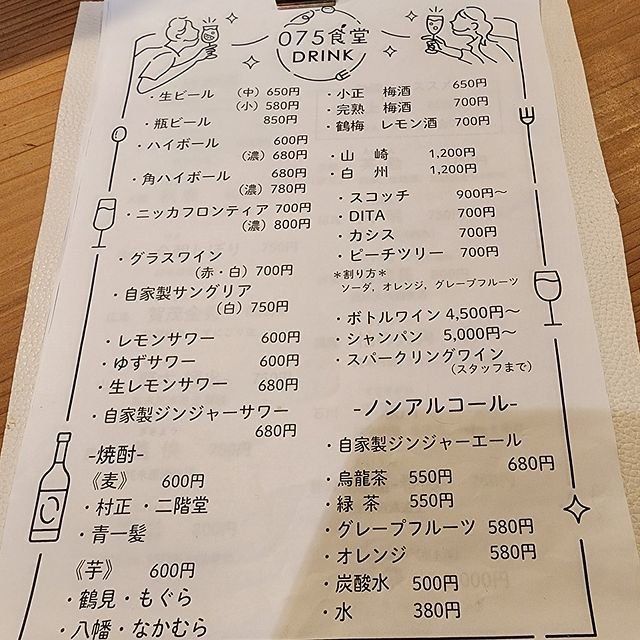 075食堂
DRINK
・生ビール (中) 650円
(小) 580円
・瓶ビール 850円
・ハイボール 600円
(濃) 680円
・角ハイボール 680円
(濃) 780円
・ニッカフロンティア 700円
(濃) 800円
・グラスワイン
(赤・白) 700円
・自家製サングリア
(白) 750円
・レモンサワー 600円
・ゆずサワー 600円
・生レモンサワー 680円
・自家製ジンジャーサワー
680円
-焼酎-
《麦》 600円
・村正 ・二階堂
・青一髪
《芋》 600円
・鶴見・もぐら
・八幡・なかむら
・小正 梅酒 650円
・完熟 梅酒 700円
・鶴梅 レモン酒 700円
・山崎 1,200円
・白州 1,200円
・スコッチ 900円～
・DITA 700円
・カシス 700円
・ピーチツリー 700円
＊割り方＊
ソーダ, オレンジ, グレープフルーツ
・ボトルワイン 4,500円～
・シャンパン 5,000円～
・スパークリングワイン
(スタッフまで)
-ノンアルコール-
・自家製ジンジャーエール
680円
・烏龍茶 550円
・緑茶 550円
・グレープフルーツ 580円
・オレンジ 580円
・炭酸水 500円
・水 380円